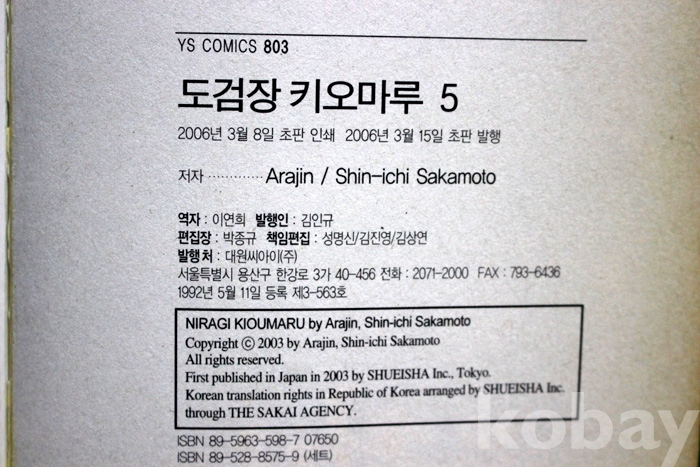 YS COMICS 803
도검장 키오마루 5
2006년 3월 8일 초판 인쇄 2006년 3월 15일 초판 발행
저자 ············· Arajin / Shin-ichi Sakamoto
역자 : 이연희 발행인 : 김인규
편집장 : 박종규 책임편집 : 성명신/김진영/김상연
발행처 : 대원씨아이(주)
서울특별시 용산구 한강로 3가 40-456 전화 : 2071-2000 FAX : 793-6436
1992년 5월 11일 등록 제3-563호
NIRAGI KIOUMARU by Arajin, Shin-ichi Sakamoto
Copyright ⓒ 2003 by Arajin, Shin-ichi Sakamoto
All rights reserved.
First published in Japan in 2003 by SHUEISHA Inc., Tokyo.
Korean translation rights in Republic of Korea arranged by SHUEISHA Inc.
through THE SAKAI AGENCY.
ISBN 89-5963-598-7 07650
ISBN 89-528-8575-9 (세트)
kobay